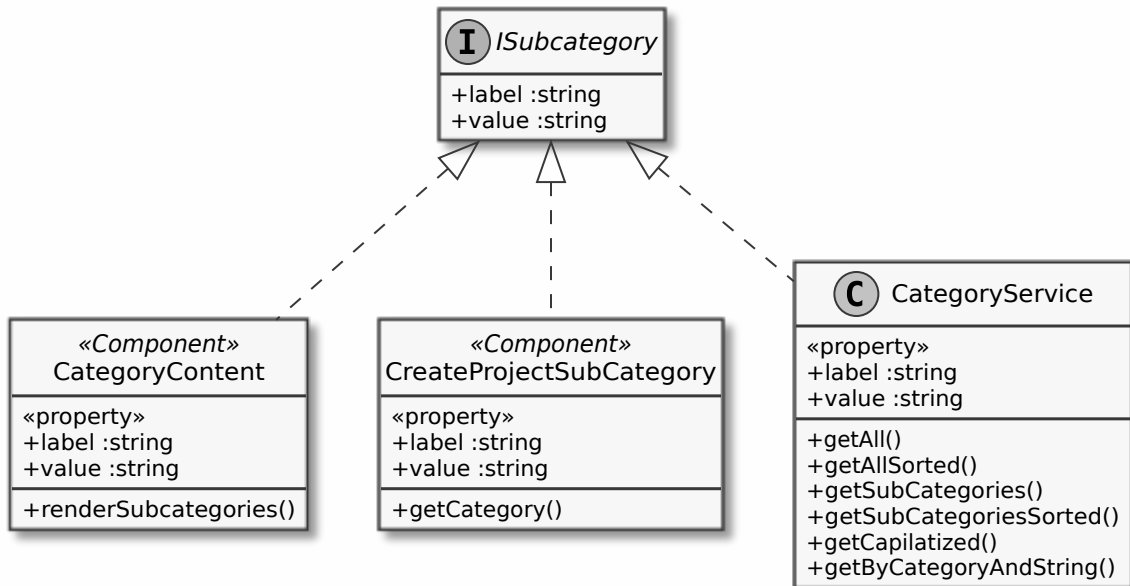 I ISubcategory
+label :string
+value :string
«Component»
CategoryContent
«property»
+label :string
+value :string
+renderSubcategories()
«Component»
CreateProjectSubCategory
«property»
+label :string
+value :string
+getCategory()
C CategoryService
«property»
+label :string
+value :string
+getAll()
+getAllSorted()
+getSubCategories()
+getSubCategoriesSorted()
+getCapilatized()
+getByCategoryAndString()